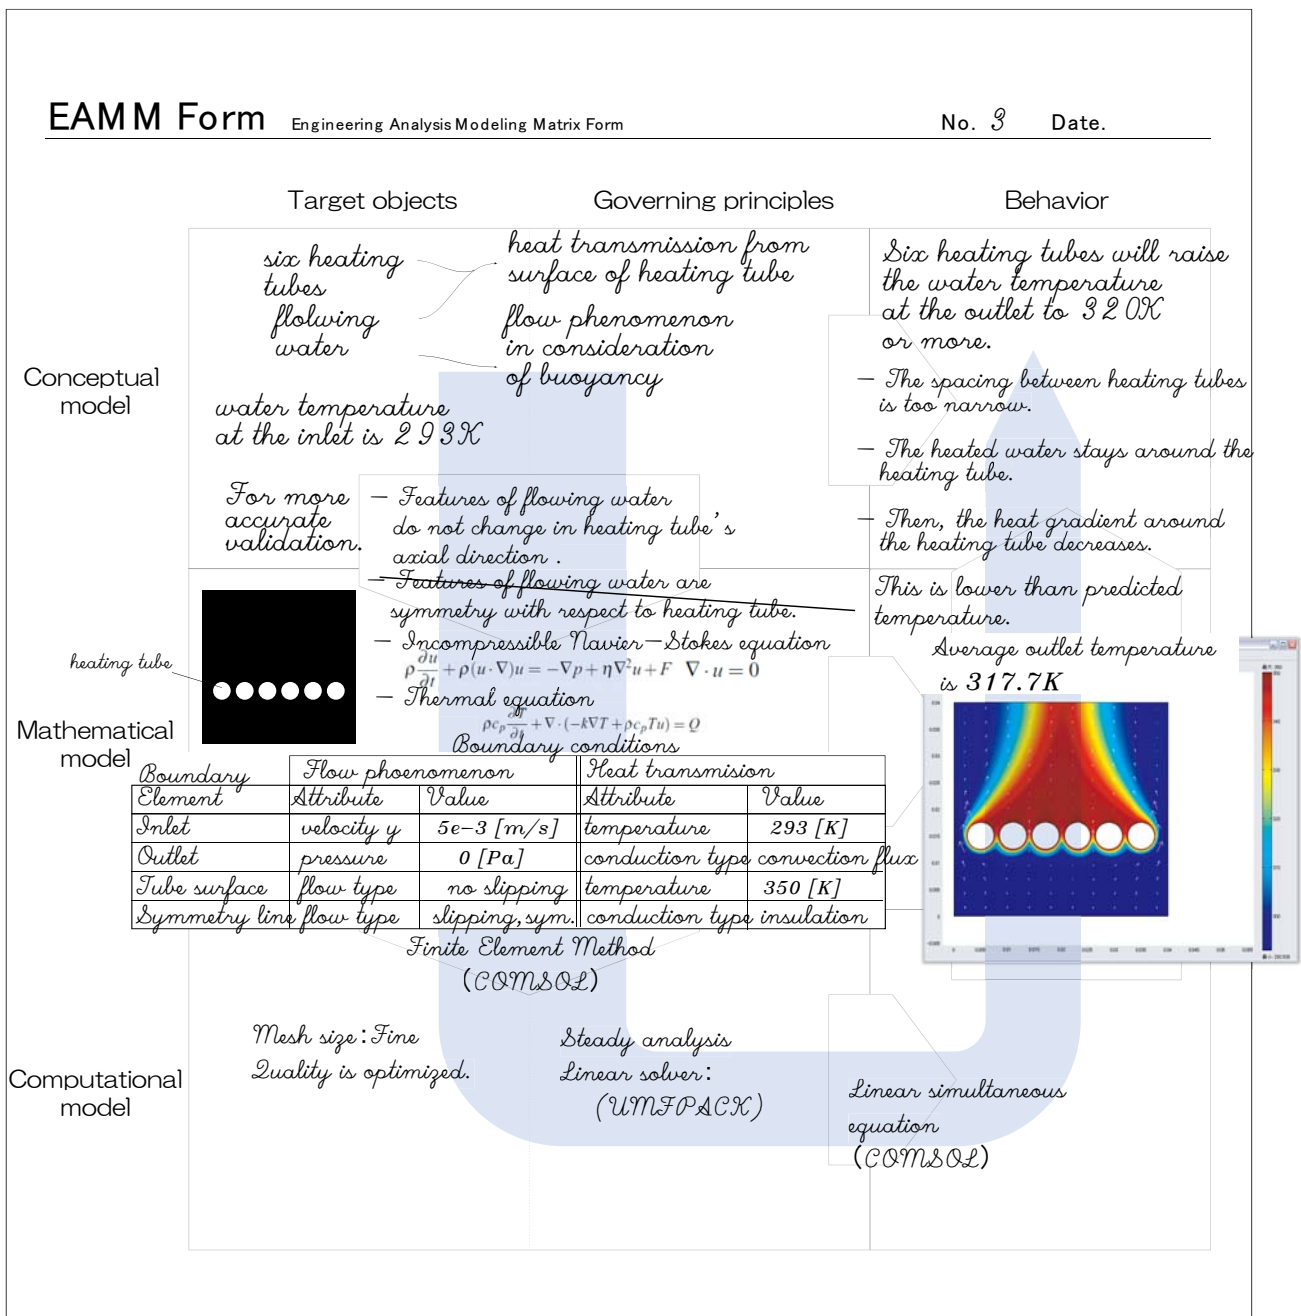 EAMM Form Engineering Analysis Modeling Matrix Form No. 3 Date.
Target objects Governing principles Behavior
Conceptual
model
six heating
tubes
flolwing
water
water temperature
at the inlet is 293K
heat transmission from
surface of heating tube
flow phenomenon
in consideration
of buoyancy
Six heating tubes will raise
the water temperature
at the outlet to 320K
or more.
— The spacing between heating tubes
is too narrow.
— The heated water stays around the
heating tube.
— Then, the heat gradient around
the heating tube decreases.
For more
accurate
validation.
— Features of flowing water
do not change in heating tube's
axial direction .
— Features of flowing water are
symmetry with respect to heating tube.
Mathematical
model
heating tube
— Incompressible Navier—Stokes equation
ρ ∂u/∂t + ρ(u · ∇)u = −∇p + η∇²u + F ∇ · u = 0
— Thermal equation
ρc_p ∂T/∂t + ∇ · (−k∇T + ρc_pTu) = Q
Boundary conditions
Boundary Flow phoenomenon Heat transmision
Element Attribute Value Attribute Value
Inlet velocity y 5e−3 [m/s] temperature 293 [K]
Outlet pressure 0 [Pa] conduction type convection flux
Tube surface flow type no slipping temperature 350 [K]
Symmetry line flow type slipping, sym. conduction type insulation
This is lower than predicted
temperature.
Average outlet temperature
is 317.7K
Finite Element Method
(COMSOL)
Computational
model
Mesh size:Fine
Quality is optimized.
Steady analysis
Linear solver:
(UMFPACK)
Linear simultaneous
equation
(COMSOL)